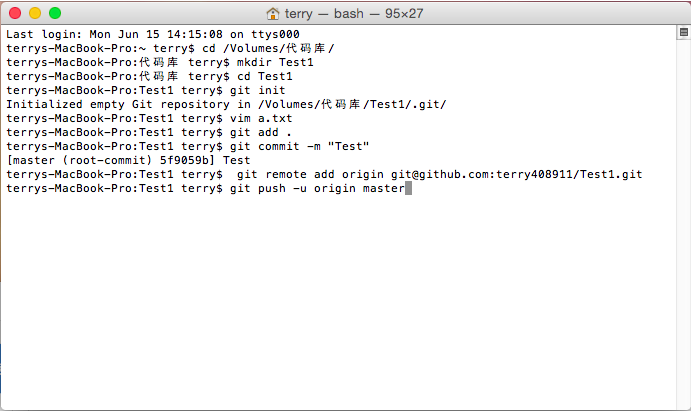 terry — bash — 95×27
Last login: Mon Jun 15 14:15:08 on ttys000
terrys-MacBook-Pro:~ terry$ cd /Volumes/代码库/
terrys-MacBook-Pro:代码库 terry$ mkdir Test1
terrys-MacBook-Pro:代码库 terry$ cd Test1
terrys-MacBook-Pro:Test1 terry$ git init
Initialized empty Git repository in /Volumes/代码库/Test1/.git/
terrys-MacBook-Pro:Test1 terry$ vim a.txt
terrys-MacBook-Pro:Test1 terry$ git add .
terrys-MacBook-Pro:Test1 terry$ git commit -m "Test"
[master (root-commit) 5f9059b] Test
terrys-MacBook-Pro:Test1 terry$  git remote add origin git@github.com:terry408911/Test1.git
terrys-MacBook-Pro:Test1 terry$ git push -u origin master